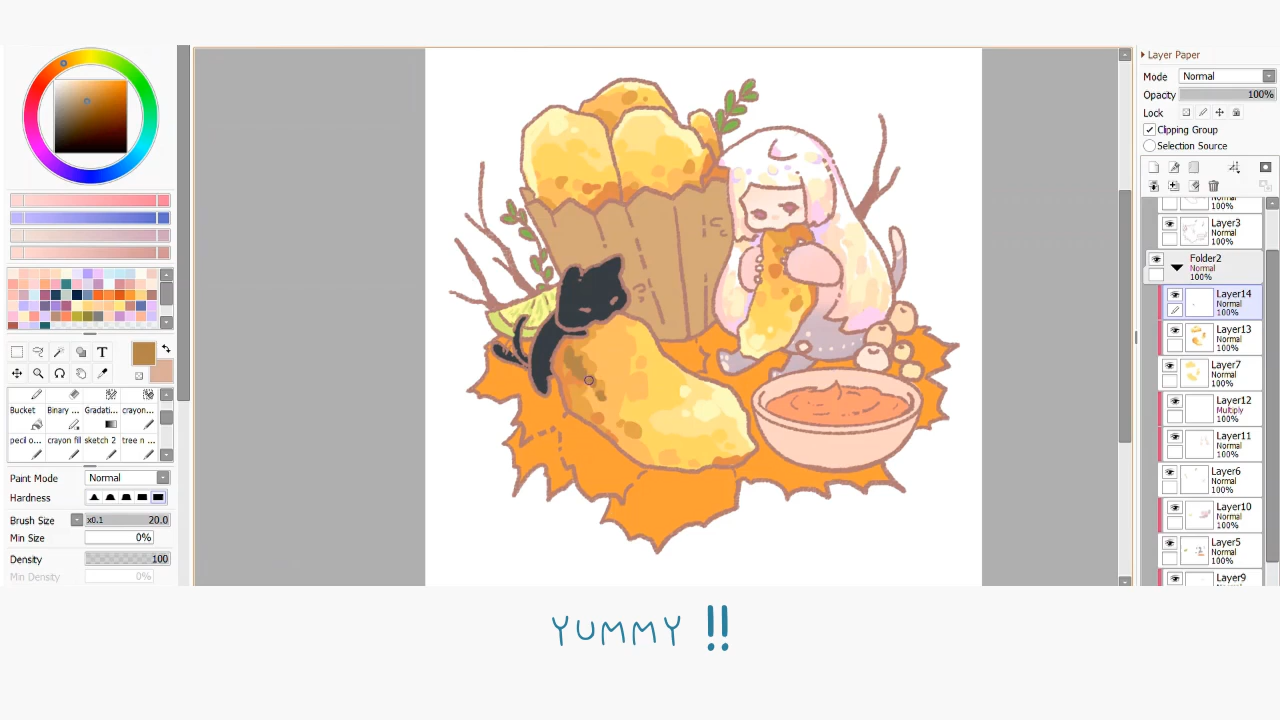 Layer Paper
Mode Normal
Opacity 100%
Lock
Clipping Group
Selection Source
100%
Layer3
Normal
100%
Folder2
Normal
100%
Layer14
Normal
100%
Layer13
Normal
100%
Layer7
Normal
100%
Layer12
Multiply
100%
Layer11
Normal
100%
Layer6
Normal
100%
Layer10
Normal
100%
Layer5
Normal
100%
Layer9
Normal
T
Bucket Binary ... Gradati... crayon...
pecil o... crayon fill sketch 2 tree n ...
Paint Mode Normal
Hardness
Brush Size x0.1 20.0
Min Size 0%
Density 100
Min Density 0%
YUMMY !!